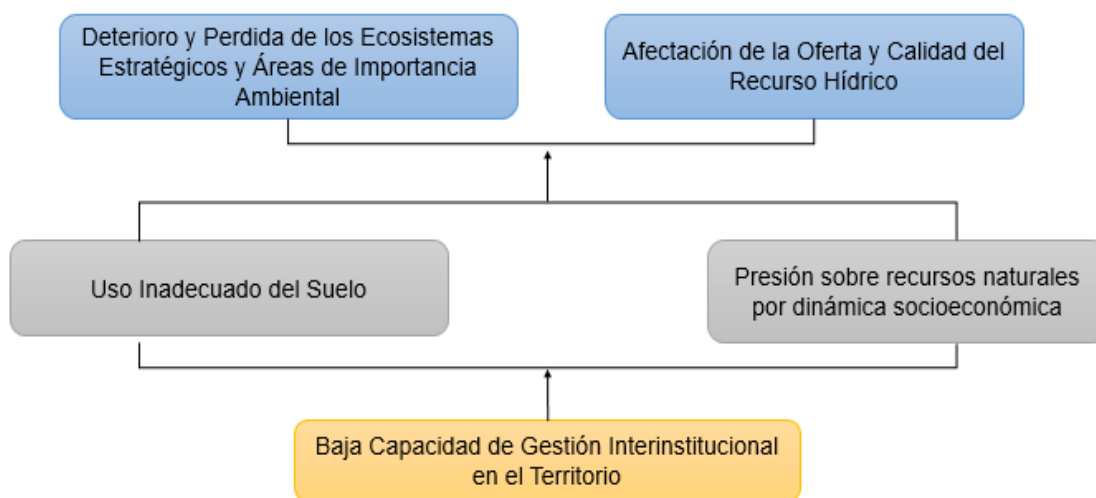 Deterioro y Perdida de los Ecosistemas
Estratégicos y Áreas de Importancia
Ambiental
Afectación de la Oferta y Calidad del
Recurso Hídrico
Uso Inadecuado del Suelo
Presión sobre recursos naturales
por dinámica socioeconómica
Baja Capacidad de Gestión Interinstitucional
en el Territorio